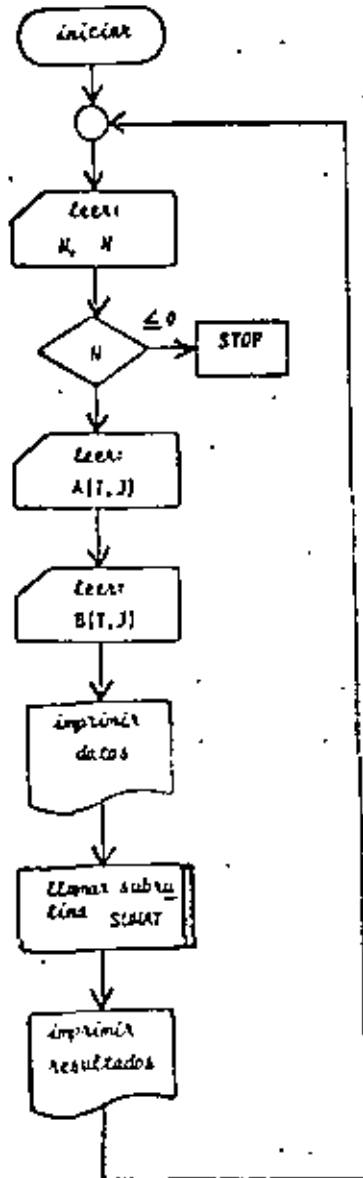 iniciar
leer:
N, M
N
≤ 0
STOP
leer:
A(I,J)
leer:
B(I,J)
imprimir
datos
llamar subru
tina SUMAT
imprimir
resultados